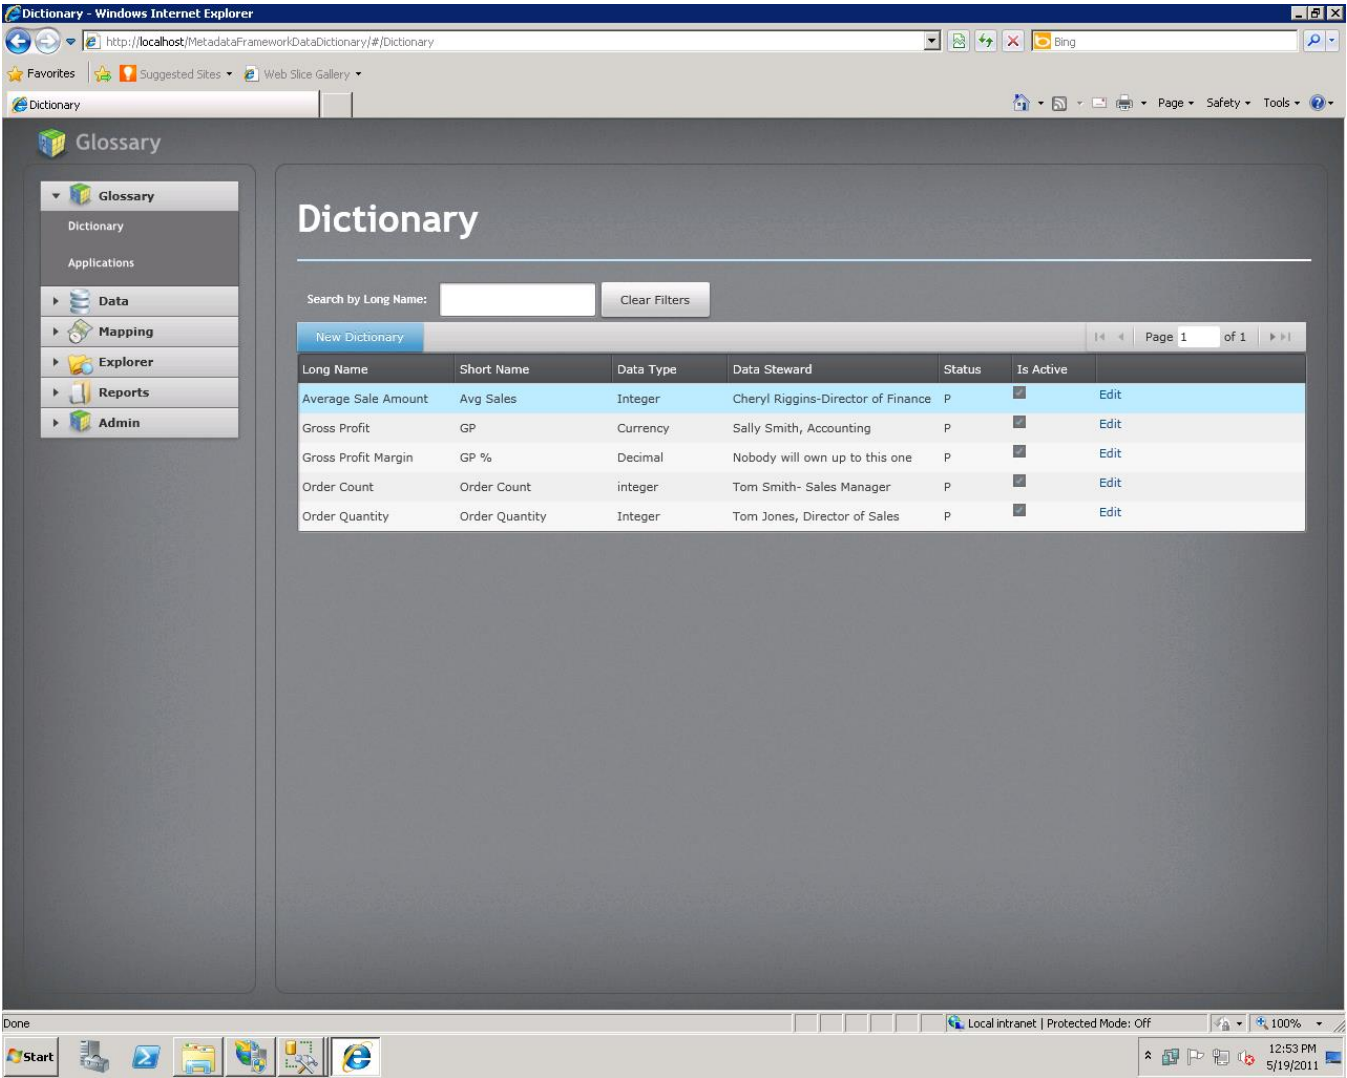 Dictionary - Windows Internet Explorer
http://localhost/MetadataFrameworkDataDictionary/#/Dictionary
Bing
Favorites Suggested Sites Web Slice Gallery
Dictionary Page Safety Tools
Glossary
Glossary
Dictionary
Applications
Data
Mapping
Explorer
Reports
Admin
Dictionary
Search by Long Name: Clear Filters
New Dictionary Page 1 of 1
Long Name Short Name Data Type Data Steward Status Is Active
Average Sale Amount Avg Sales Integer Cheryl Riggins-Director of Finance P Edit
Gross Profit GP Currency Sally Smith, Accounting P Edit
Gross Profit Margin GP % Decimal Nobody will own up to this one P Edit
Order Count Order Count integer Tom Smith- Sales Manager P Edit
Order Quantity Order Quantity Integer Tom Jones, Director of Sales P Edit
Done Local intranet | Protected Mode: Off 100%
Start 12:53 PM
5/19/2011